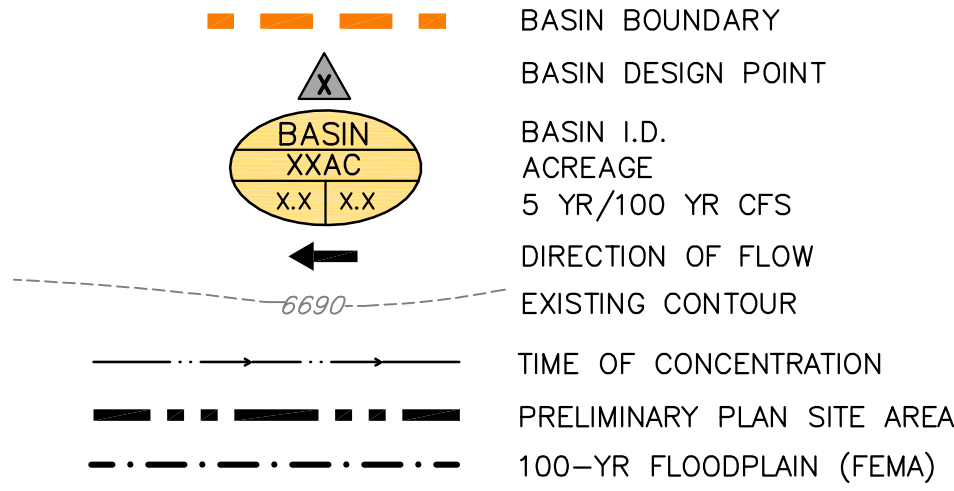 BASIN BOUNDARY
X
BASIN DESIGN POINT
BASIN
XXAC
X.X X.X
BASIN I.D.
ACREAGE
5 YR/100 YR CFS
DIRECTION OF FLOW
6690
EXISTING CONTOUR
TIME OF CONCENTRATION
PRELIMINARY PLAN SITE AREA
100-YR FLOODPLAIN (FEMA)